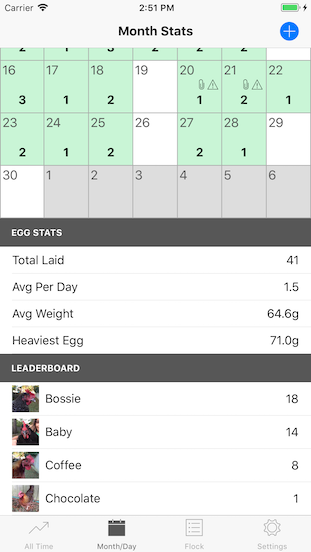 Carrier 2:51 PM
Month Stats
16 17 18 19 20 21 22
3 1 2 1 2 1
23 24 25 26 27 28 29
2 1 2 2 1
30 1 2 3 4 5 6
EGG STATS
Total Laid 41
Avg Per Day 1.5
Avg Weight 64.6g
Heaviest Egg 71.0g
LEADERBOARD
Bossie 18
Baby 14
Coffee 8
Chocolate 1
All Time Month/Day Flock Settings